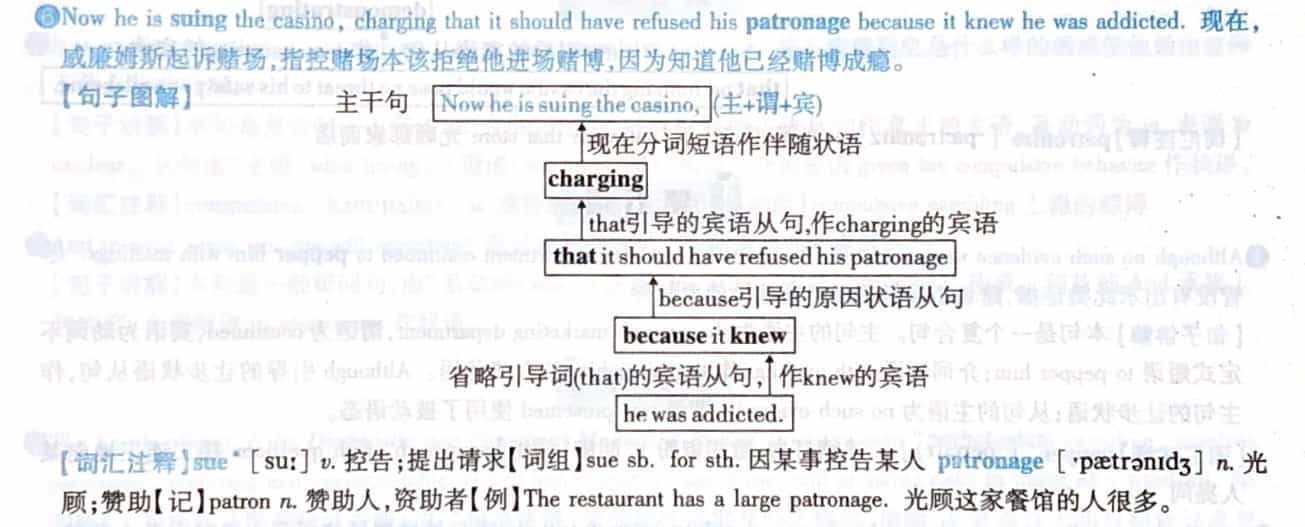 ⑬Now he is suing the casino, charging that it should have refused his patronage because it knew he was addicted. 现在，
威廉姆斯起诉赌场，指控赌场本该拒绝他进场赌博，因为知道他已经赌博成瘾。
【句子图解】 主干句 Now he is suing the casino, (主+谓+宾)
现在分词短语作伴随状语
charging
that引导的宾语从句，作charging的宾语
that it should have refused his patronage
because引导的原因状语从句
because it knew
省略引导词(that)的宾语从句，作knew的宾语
he was addicted.
【词汇注释】sue *[suː] v. 控告；提出请求【词组】sue sb. for sth. 因某事控告某人 patronage [ˈpætrənɪdʒ] n. 光
顾；赞助【记】patron n. 赞助人，资助者【例】The restaurant has a large patronage. 光顾这家餐馆的人很多。